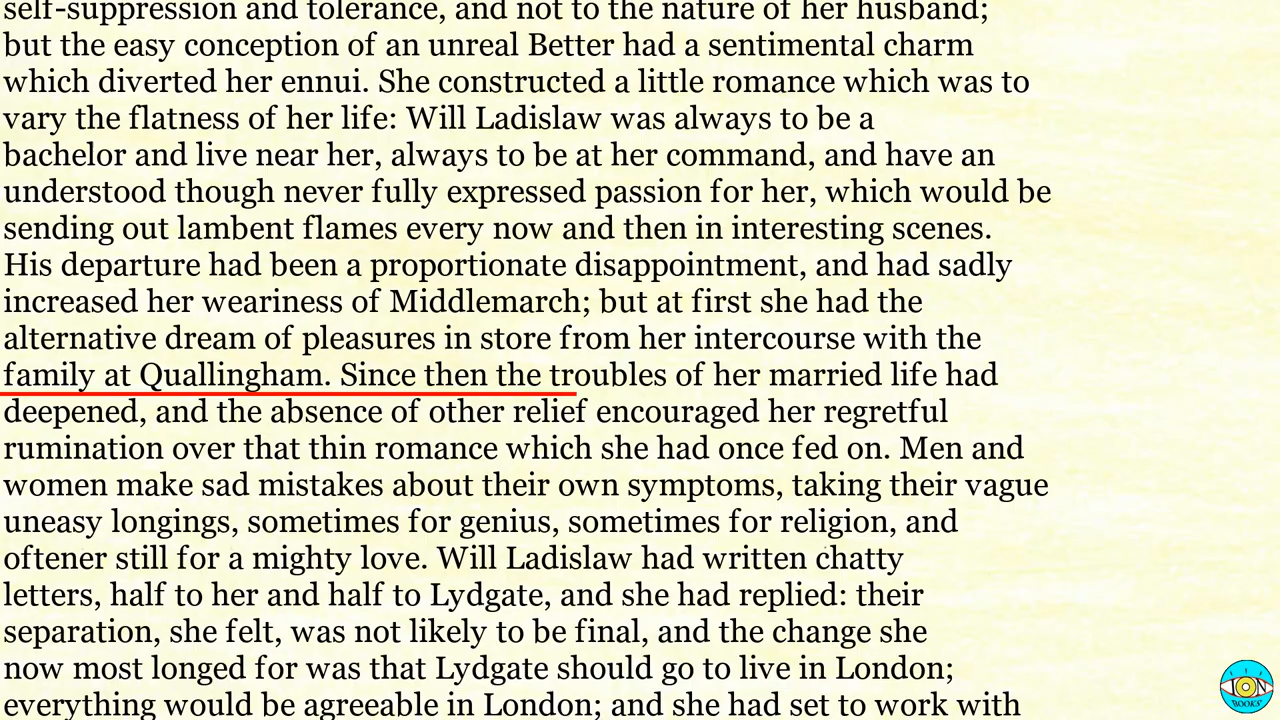 self-suppression and tolerance, and not to the nature of her husband;
but the easy conception of an unreal Better had a sentimental charm
which diverted her ennui. She constructed a little romance which was to
vary the flatness of her life: Will Ladislaw was always to be a
bachelor and live near her, always to be at her command, and have an
understood though never fully expressed passion for her, which would be
sending out lambent flames every now and then in interesting scenes.
His departure had been a proportionate disappointment, and had sadly
increased her weariness of Middlemarch; but at first she had the
alternative dream of pleasures in store from her intercourse with the
family at Quallingham. Since then the troubles of her married life had
deepened, and the absence of other relief encouraged her regretful
rumination over that thin romance which she had once fed on. Men and
women make sad mistakes about their own symptoms, taking their vague
uneasy longings, sometimes for genius, sometimes for religion, and
oftener still for a mighty love. Will Ladislaw had written chatty
letters, half to her and half to Lydgate, and she had replied: their
separation, she felt, was not likely to be final, and the change she
now most longed for was that Lydgate should go to live in London;
everything would be agreeable in London; and she had set to work with
ION
BOOKS